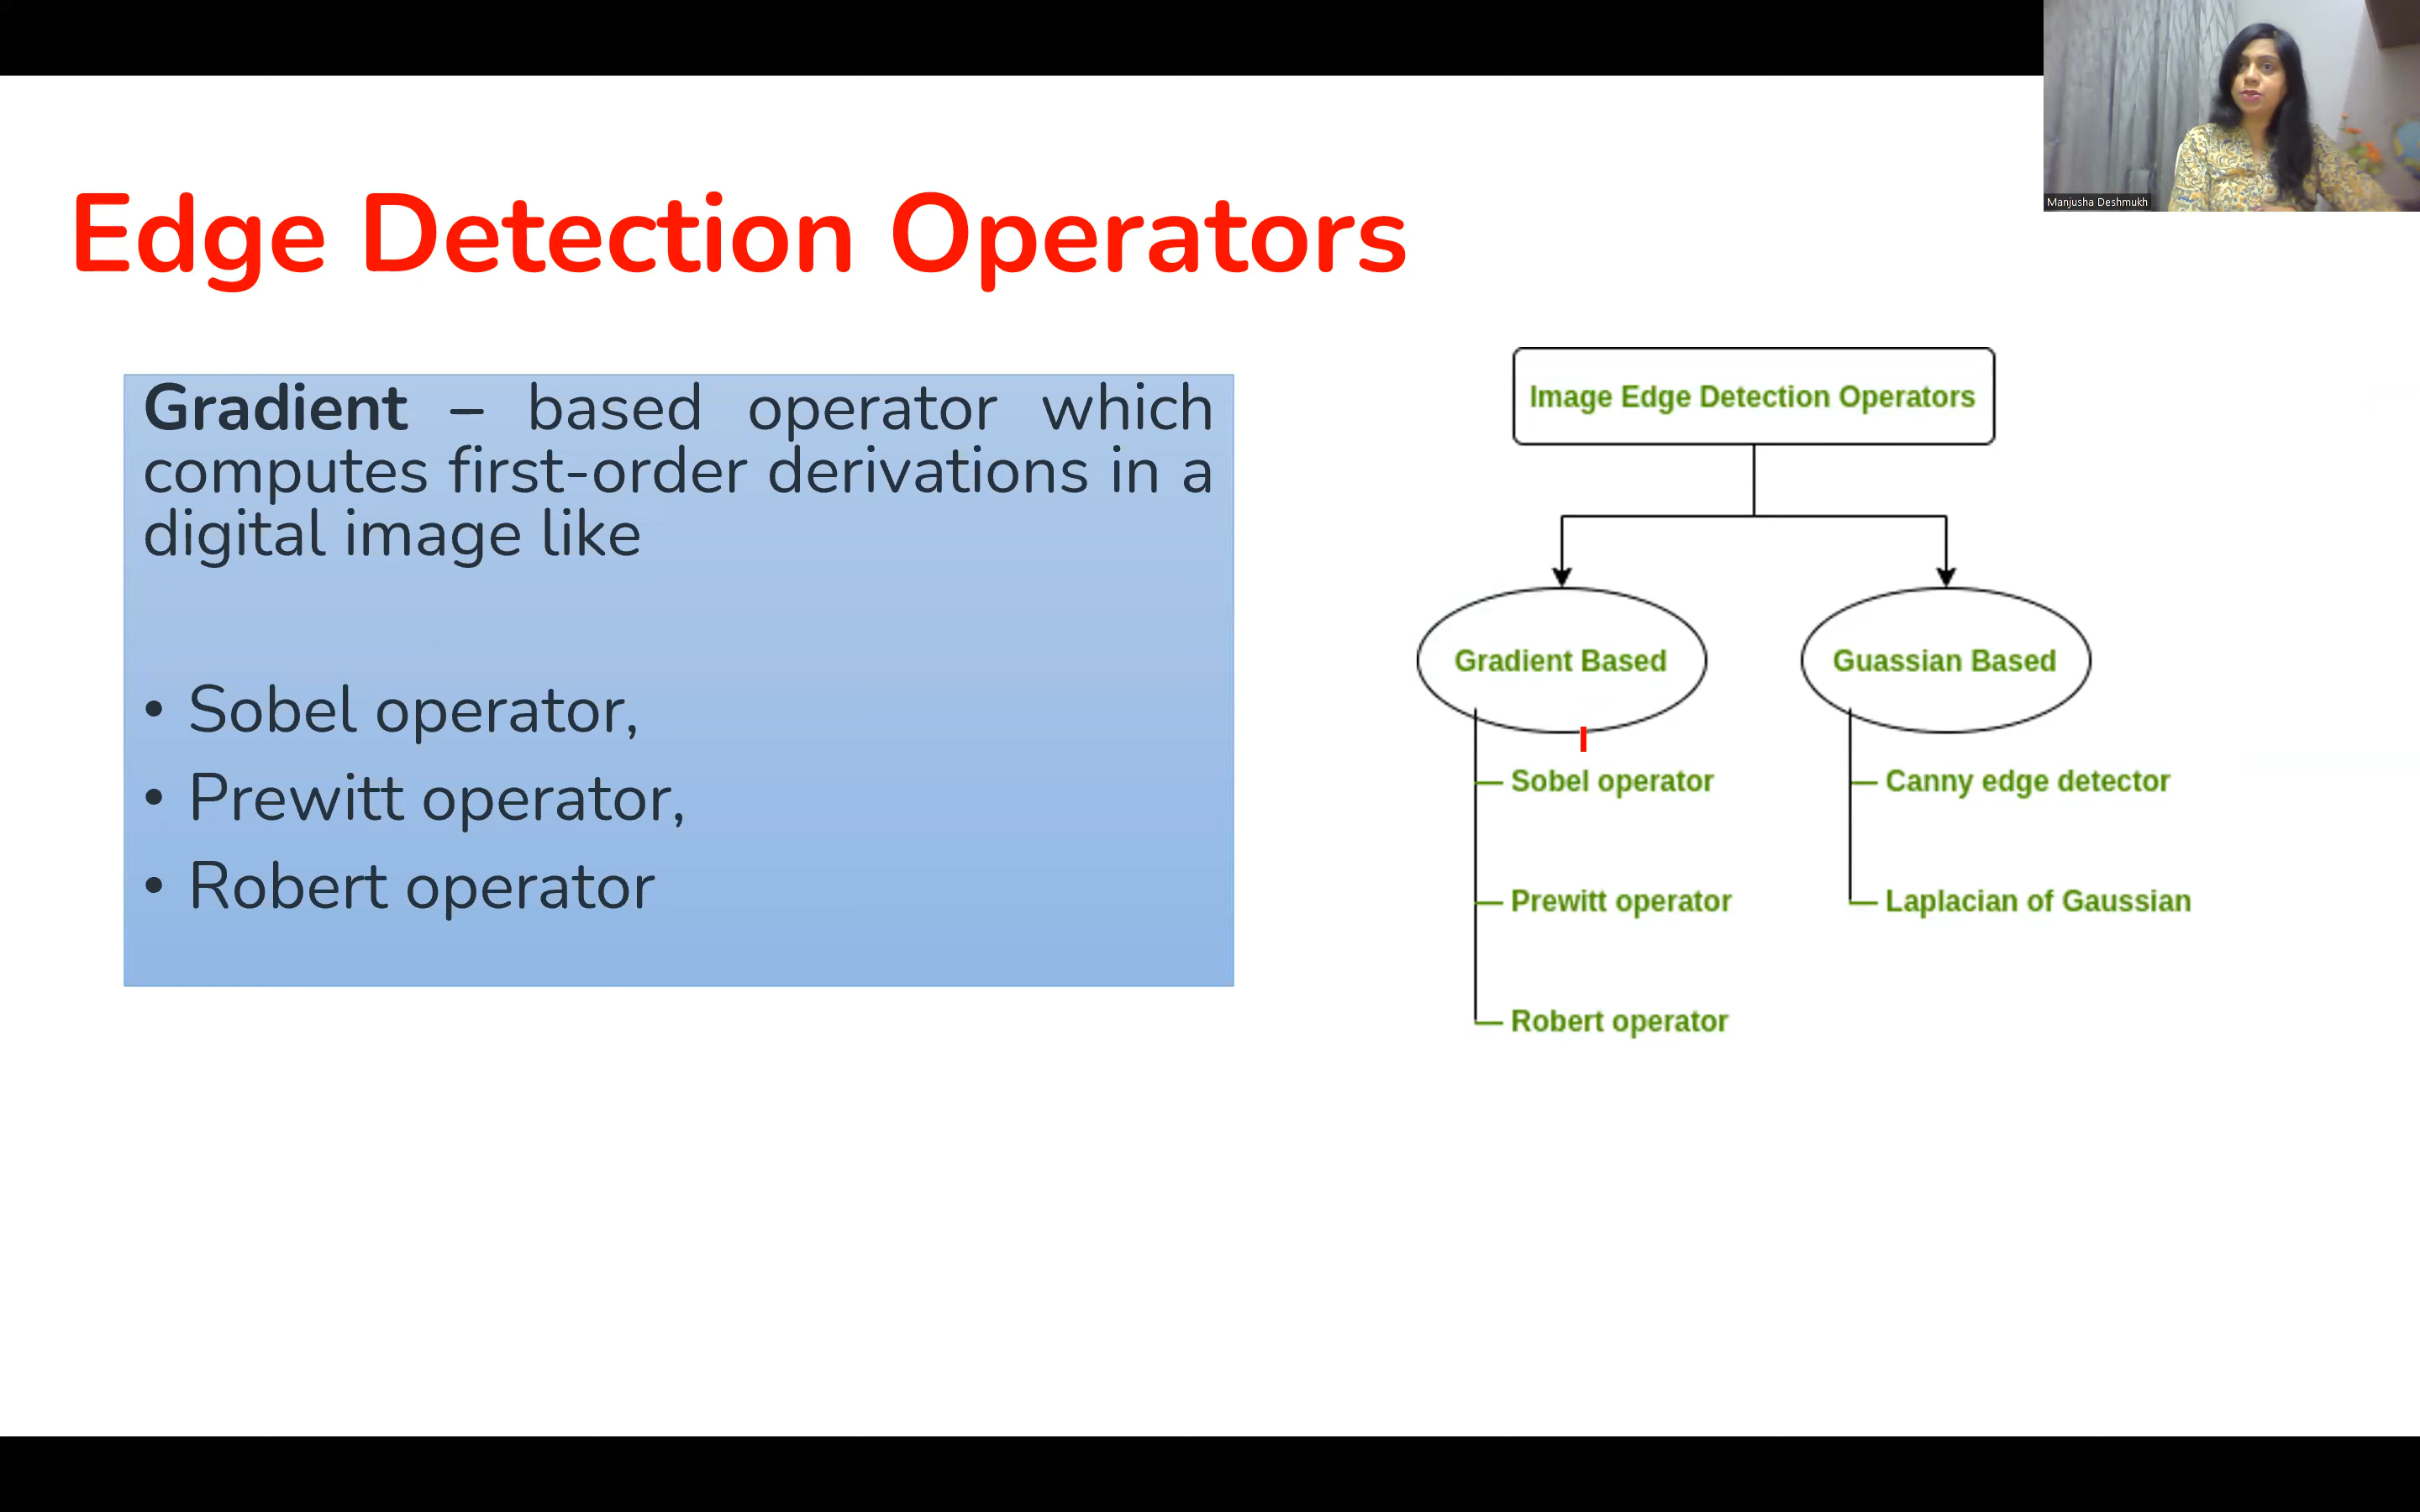 Manjusha Deshmukh
Edge Detection Operators
Gradient – based operator which
computes first-order derivations in a
digital image like
• Sobel operator,
• Prewitt operator,
• Robert operator
Image Edge Detection Operators
Gradient Based
Sobel operator
Prewitt operator
Robert operator
Guassian Based
Canny edge detector
Laplacian of Gaussian